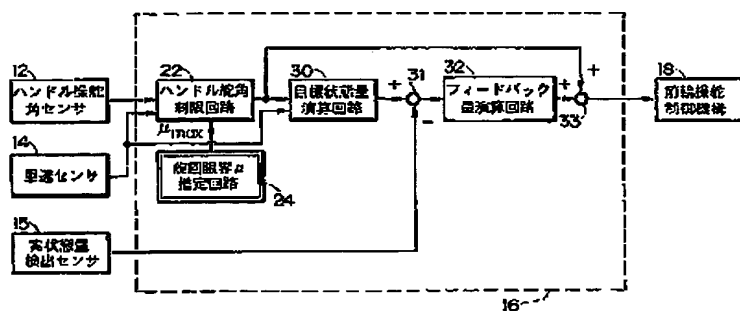 12
ハンドル操舵
角センサ
22
ハンドル舵角
制限回路
30
目標状態量
演算回路
+
31
−
32
フィードバック
量演算回路
+
+
33
18
前輪操舵
制御機構
μmax
14
車速センサ
旋回限界μ
推定回路
24
15
実状態量
検出センサ
16